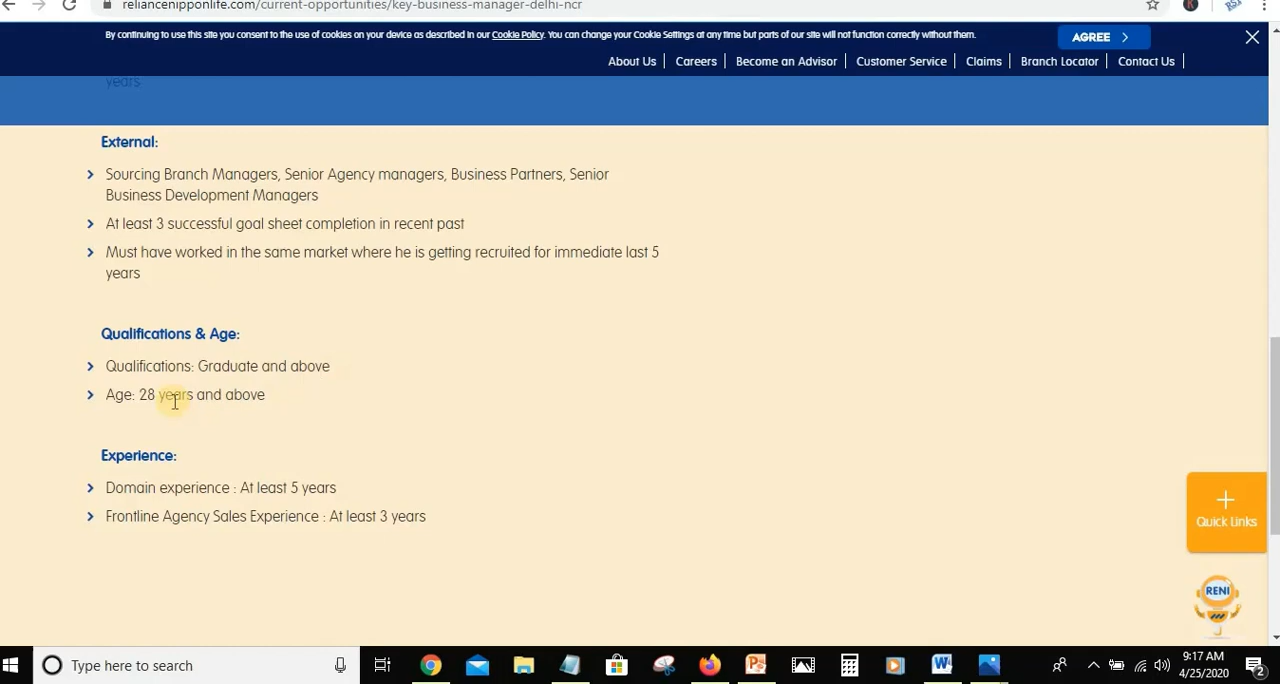 reliancenipponlife.com/current-opportunities/key-business-manager-delhi-ncr
K
By continuing to use this site you consent to the use of cookies on your device as described in our Cookie Policy. You can change your Cookie Settings at any time but parts of our site will not function correctly without them.
AGREE
About Us
Careers
Become an Advisor
Customer Service
Claims
Branch Locator
Contact Us
years
External:
Sourcing Branch Managers, Senior Agency managers, Business Partners, Senior
Business Development Managers
At least 3 successful goal sheet completion in recent past
Must have worked in the same market where he is getting recruited for immediate last 5
years
Qualifications & Age:
Qualifications: Graduate and above
Age: 28 years and above
Experience:
Domain experience : At least 5 years
Frontline Agency Sales Experience : At least 3 years
Quick Links
RENI
Type here to search
9:17 AM
4/25/2020
2